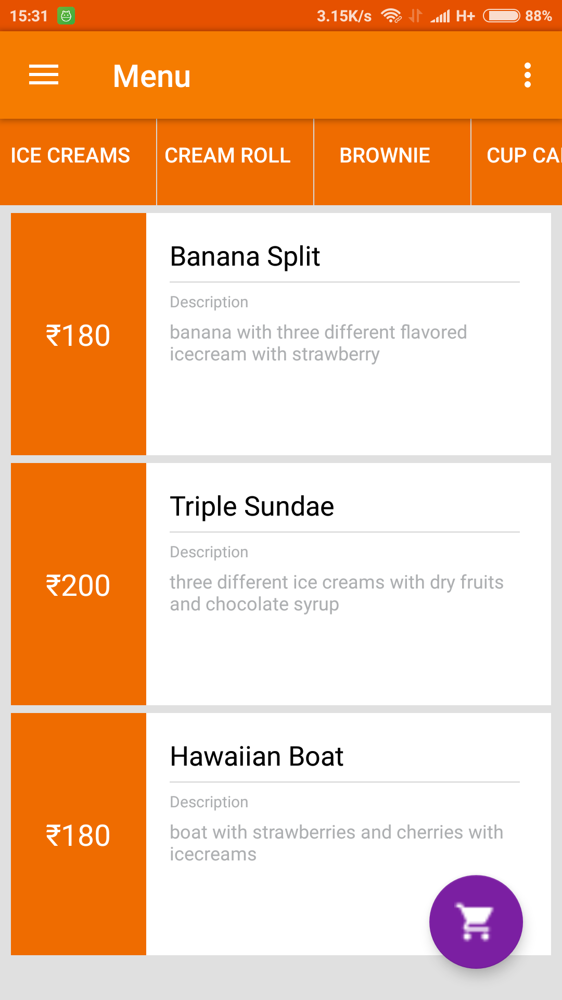 15:31 3.15K/s H+ 88%
Menu
ICE CREAMS CREAM ROLL BROWNIE CUP
Banana Split
Description
₹180
banana with three different flavored
icecream with strawberry
Triple Sundae
Description
₹200
three different ice creams with dry fruits
and chocolate syrup
Hawaiian Boat
Description
₹180
boat with strawberries and cherries with
icecreams